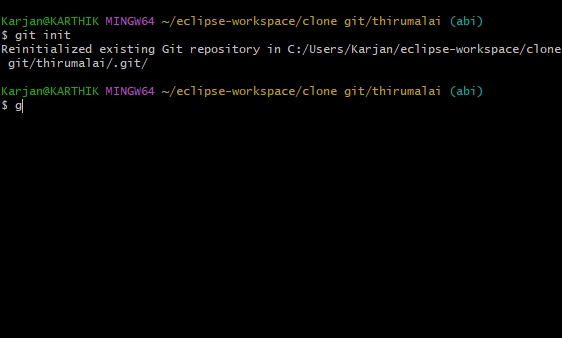 Karjan@KARTHIK MINGW64 ~/eclipse-workspace/clone git/thirumalai (abi)
$ git init
Reinitialized existing Git repository in C:/Users/Karjan/eclipse-workspace/clone
 git/thirumalai/.git/
Karjan@KARTHIK MINGW64 ~/eclipse-workspace/clone git/thirumalai (abi)
$ g